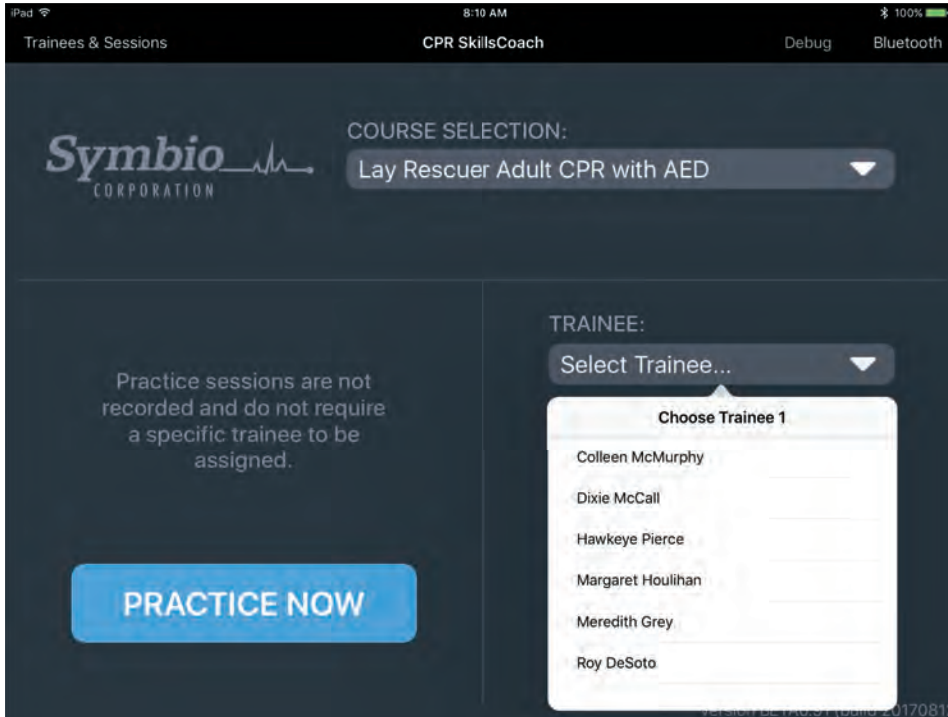 iPad 8:10 AM 100%
Trainees & Sessions CPR SkillsCoach Debug Bluetooth
Symbio
CORPORATION
COURSE SELECTION:
Lay Rescuer Adult CPR with AED
Practice sessions are not
recorded and do not require
a specific trainee to be
assigned.
PRACTICE NOW
TRAINEE:
Select Trainee...
Choose Trainee 1
Colleen McMurphy
Dixie McCall
Hawkeye Pierce
Margaret Houlihan
Meredith Grey
Roy DeSoto